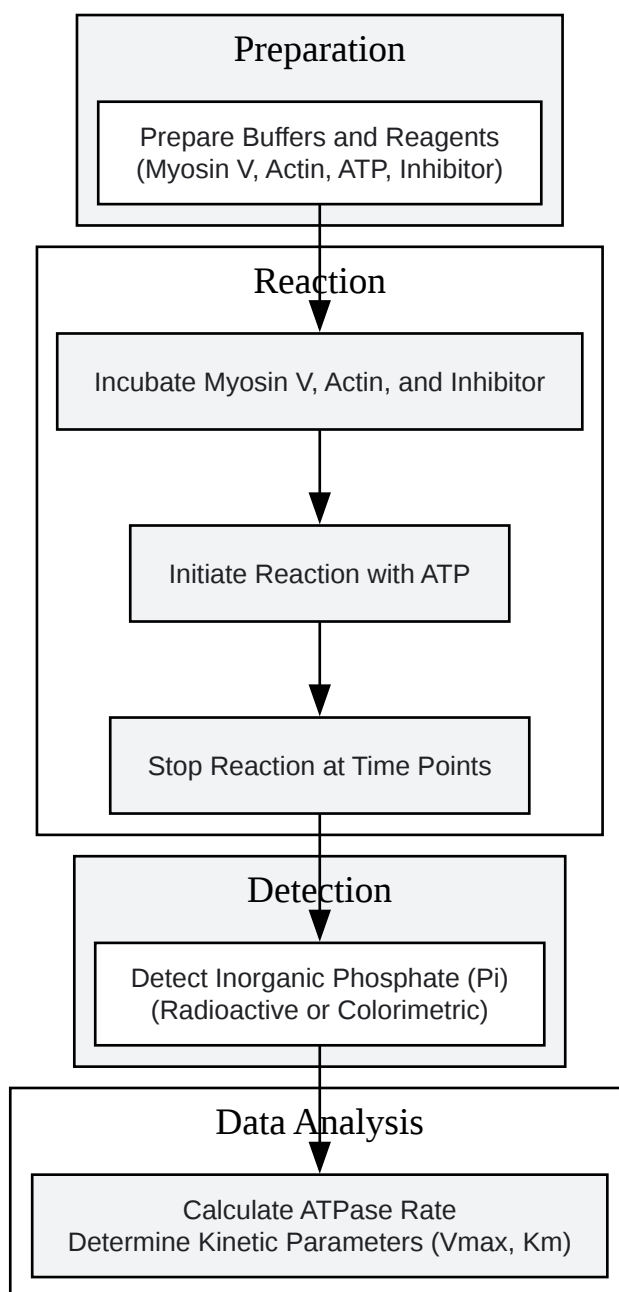 Preparation
Prepare Buffers and Reagents
(Myosin V, Actin, ATP, Inhibitor)
Reaction
Incubate Myosin V, Actin, and Inhibitor
Initiate Reaction with ATP
Stop Reaction at Time Points
Detection
Detect Inorganic Phosphate (Pi)
(Radioactive or Colorimetric)
Data Analysis
Calculate ATPase Rate
Determine Kinetic Parameters (Vmax, Km)